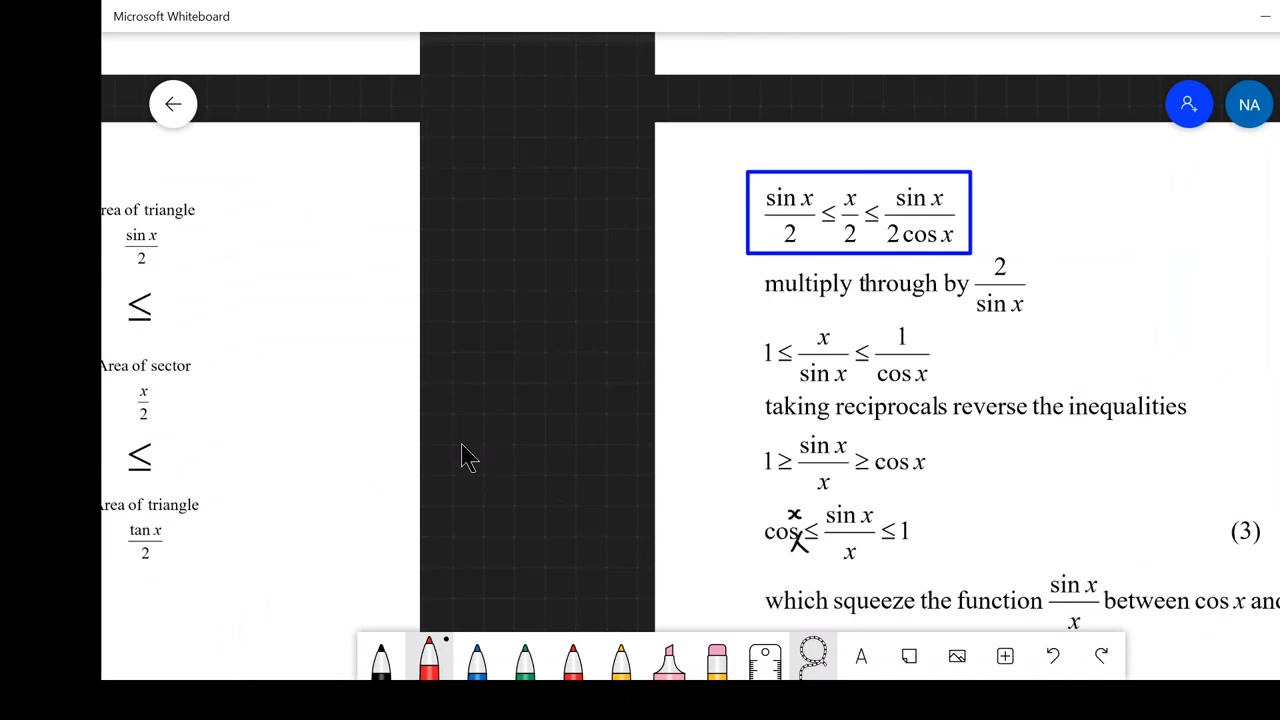 Microsoft Whiteboard
NA
rea of triangle
sin x / 2
≤
Area of sector
x / 2
≤
rea of triangle
tan x / 2
sin x / 2 ≤ x / 2 ≤ sin x / 2 cos x
multiply through by 2 / sin x
1 ≤ x / sin x ≤ 1 / cos x
taking reciprocals reverse the inequalities
1 ≥ sin x / x ≥ cos x
cos x ≤ sin x / x ≤ 1 (3)
which squeeze the function sin x / x between cos x and
A